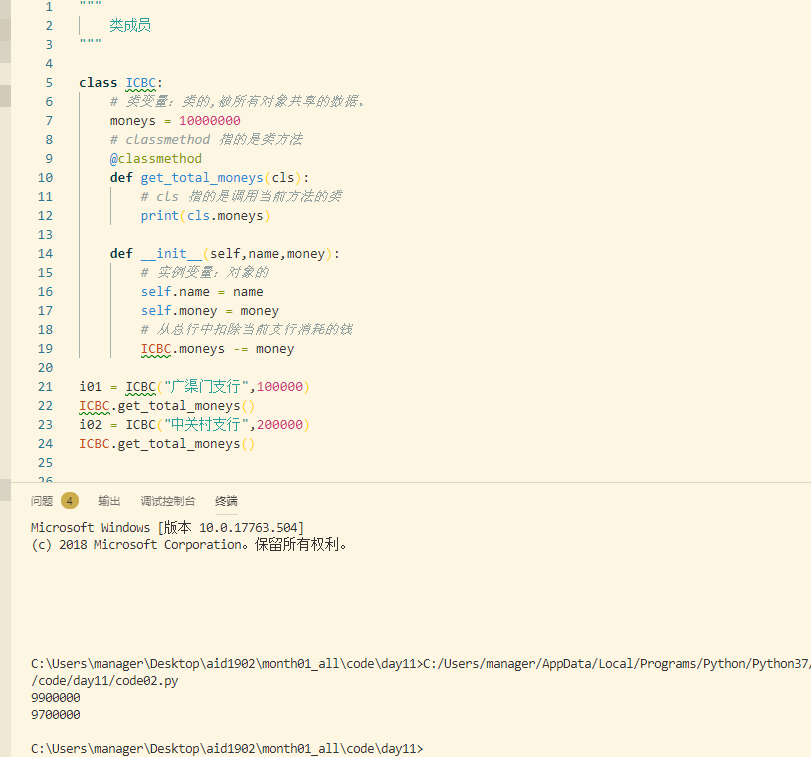 1 """
2 类成员
3 """
4
5 class ICBC:
6 # 类变量：类的,被所有对象共享的数据。
7 moneys = 10000000
8 # classmethod 指的是类方法
9 @classmethod
10 def get_total_moneys(cls):
11 # cls 指的是调用当前方法的类
12 print(cls.moneys)
13
14 def __init__(self,name,money):
15 # 实例变量：对象的
16 self.name = name
17 self.money = money
18 # 从总行中扣除当前支行消耗的钱
19 ICBC.moneys -= money
20
21 i01 = ICBC("广渠门支行",100000)
22 ICBC.get_total_moneys()
23 i02 = ICBC("中关村支行",200000)
24 ICBC.get_total_moneys()
25
26
问题 4 输出 调试控制台 终端
Microsoft Windows [版本 10.0.17763.504]
(c) 2018 Microsoft Corporation。保留所有权利。
C:\Users\manager\Desktop\aid1902\month01_all\code\day11>C:/Users/manager/AppData/Local/Programs/Python/Python37/
/code/day11/code02.py
9900000
9700000
C:\Users\manager\Desktop\aid1902\month01_all\code\day11>